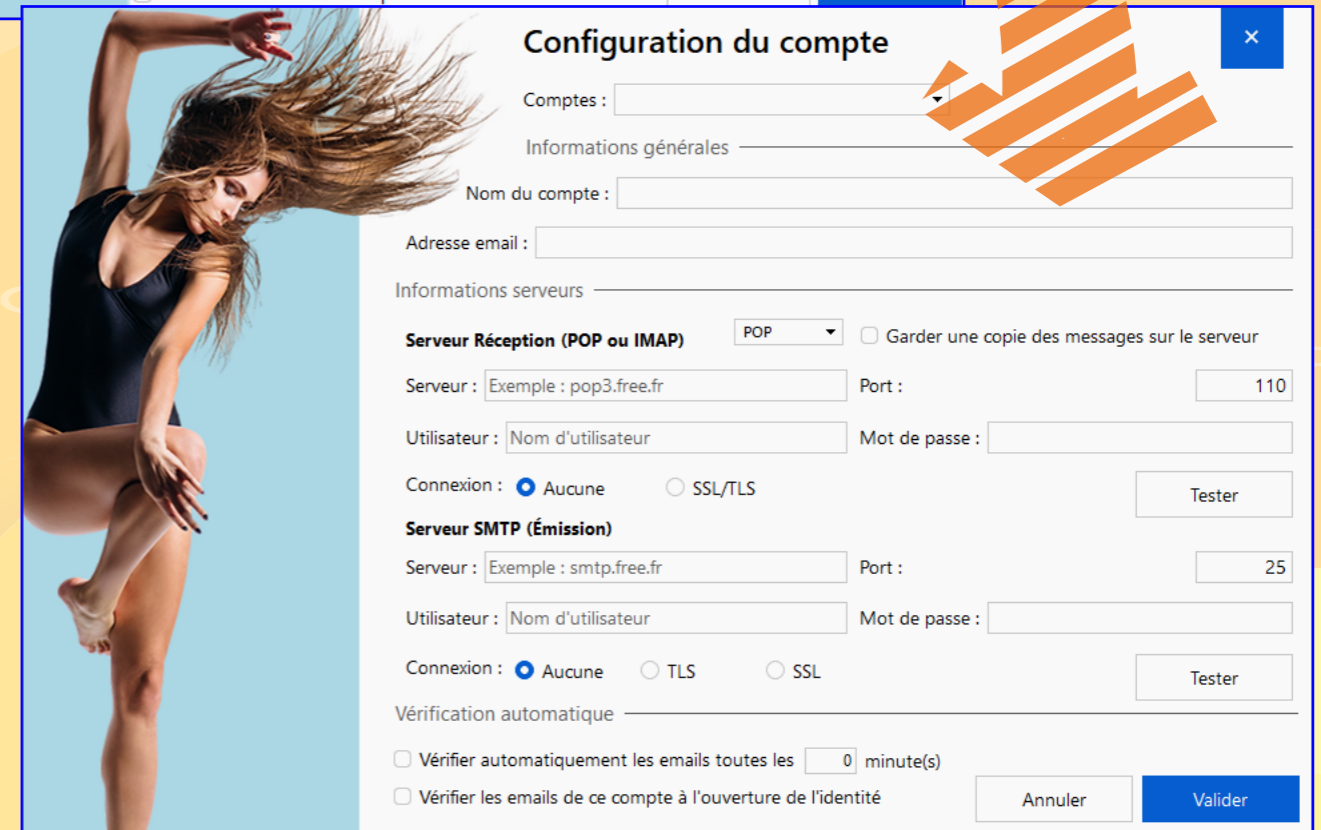 Configuration du compte
×
Comptes :
Informations générales
Nom du compte :
Adresse email :
Informations serveurs
Serveur Réception (POP ou IMAP) POP Garder une copie des messages sur le serveur
Serveur : Exemple : pop3.free.fr Port : 110
Utilisateur : Nom d'utilisateur Mot de passe :
Connexion : Aucune SSL/TLS Tester
Serveur SMTP (Émission)
Serveur : Exemple : smtp.free.fr Port : 25
Utilisateur : Nom d'utilisateur Mot de passe :
Connexion : Aucune TLS SSL Tester
Vérification automatique
Vérifier automatiquement les emails toutes les 0 minute(s)
Vérifier les emails de ce compte à l'ouverture de l'identité
Annuler Valider